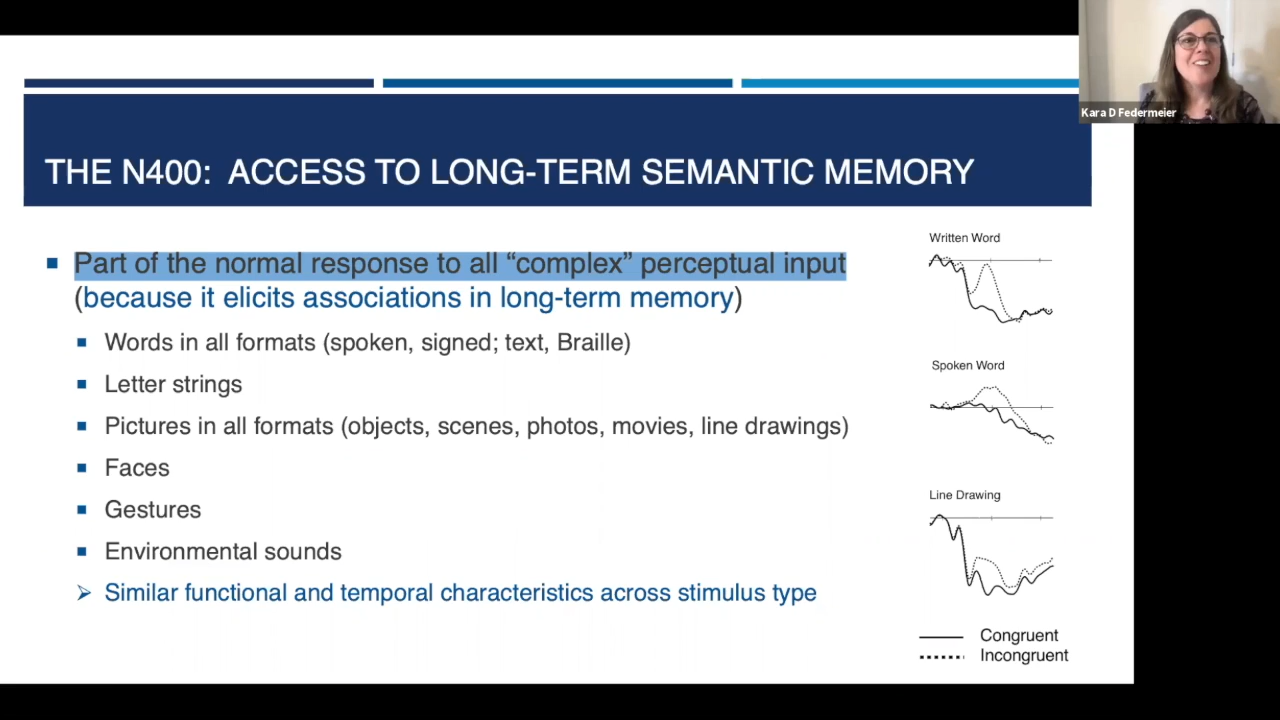 Kara D Federmeier
THE N400:  ACCESS TO LONG-TERM SEMANTIC MEMORY
Part of the normal response to all “complex” perceptual input
(because it elicits associations in long-term memory)
Words in all formats (spoken, signed; text, Braille)
Letter strings
Pictures in all formats (objects, scenes, photos, movies, line drawings)
Faces
Gestures
Environmental sounds
Similar functional and temporal characteristics across stimulus type
Written Word
Spoken Word
Line Drawing
Congruent
Incongruent